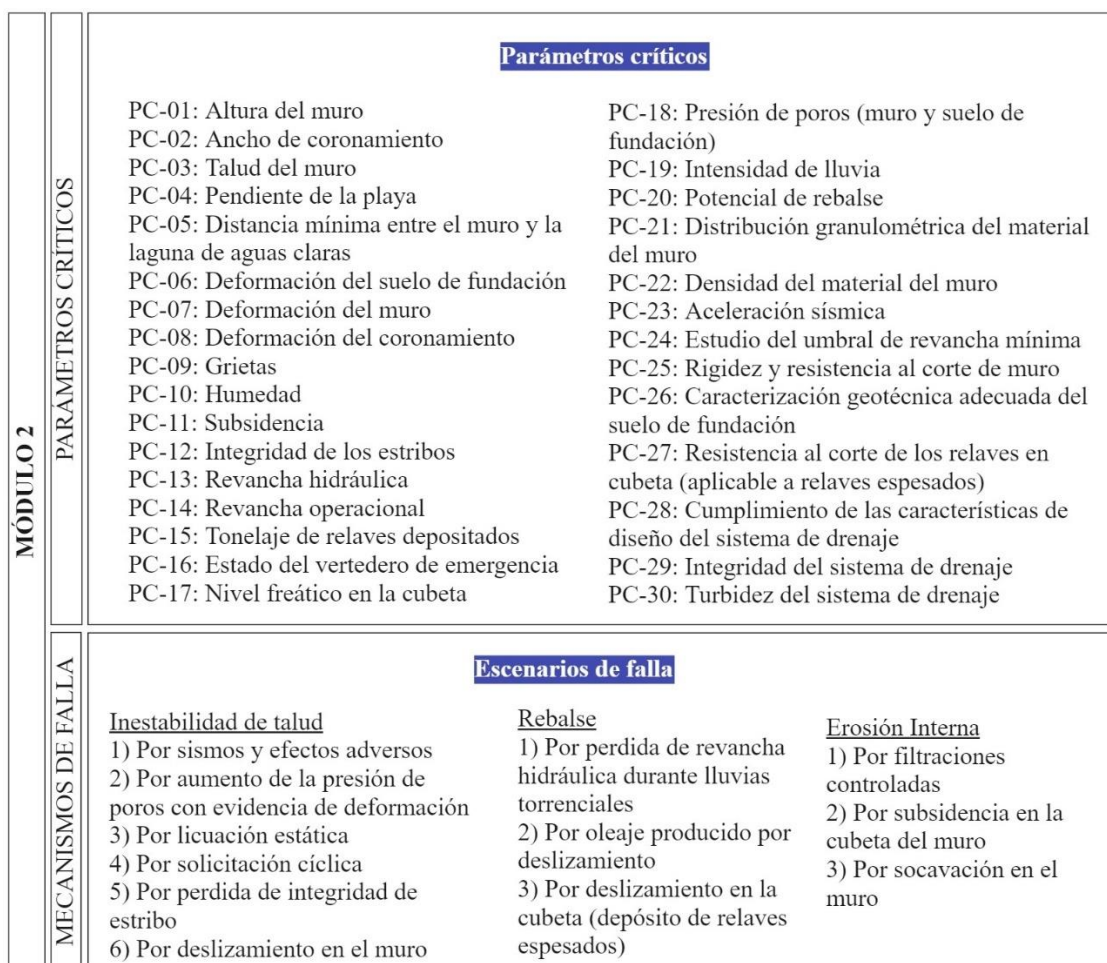 MÓDULO 2
PARÁMETROS CRÍTICOS
Parámetros críticos
PC-01: Altura del muro
PC-02: Ancho de coronamiento
PC-03: Talud del muro
PC-04: Pendiente de la playa
PC-05: Distancia mínima entre el muro y la
laguna de aguas claras
PC-06: Deformación del suelo de fundación
PC-07: Deformación del muro
PC-08: Deformación del coronamiento
PC-09: Grietas
PC-10: Humedad
PC-11: Subsidencia
PC-12: Integridad de los estribos
PC-13: Revancha hidráulica
PC-14: Revancha operacional
PC-15: Tonelaje de relaves depositados
PC-16: Estado del vertedero de emergencia
PC-17: Nivel freático en la cubeta
PC-18: Presión de poros (muro y suelo de
fundación)
PC-19: Intensidad de lluvia
PC-20: Potencial de rebalse
PC-21: Distribución granulométrica del material
del muro
PC-22: Densidad del material del muro
PC-23: Aceleración sísmica
PC-24: Estudio del umbral de revancha mínima
PC-25: Rigidez y resistencia al corte de muro
PC-26: Caracterización geotécnica adecuada del
suelo de fundación
PC-27: Resistencia al corte de los relaves en
cubeta (aplicable a relaves espesados)
PC-28: Cumplimiento de las características de
diseño del sistema de drenaje
PC-29: Integridad del sistema de drenaje
PC-30: Turbidez del sistema de drenaje
MECANISMOS DE FALLA
Escenarios de falla
Inestabilidad de talud
1) Por sismos y efectos adversos
2) Por aumento de la presión de
poros con evidencia de deformación
3) Por licuación estática
4) Por solicitación cíclica
5) Por perdida de integridad de
estribo
6) Por deslizamiento en el muro
Rebalse
1) Por perdida de revancha
hidráulica durante lluvias
torrenciales
2) Por oleaje producido por
deslizamiento
3) Por deslizamiento en la
cubeta (depósito de relaves
espesados)
Erosión Interna
1) Por filtraciones
controladas
2) Por subsidencia en la
cubeta del muro
3) Por socavación en el
muro